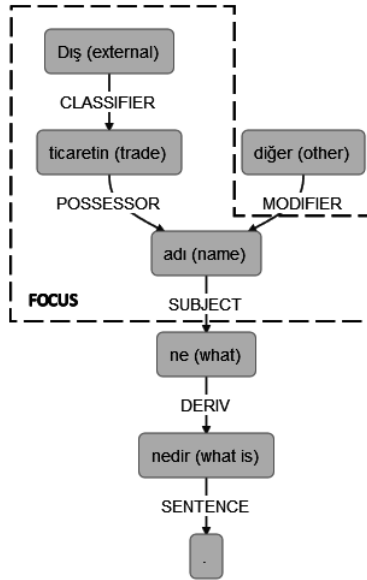 Dış (external)
CLASSIFIER
ticaretin (trade)
diğer (other)
POSSESSOR
MODIFIER
adı (name)
FOCUS
SUBJECT
ne (what)
DERIV
nedir (what is)
SENTENCE
.